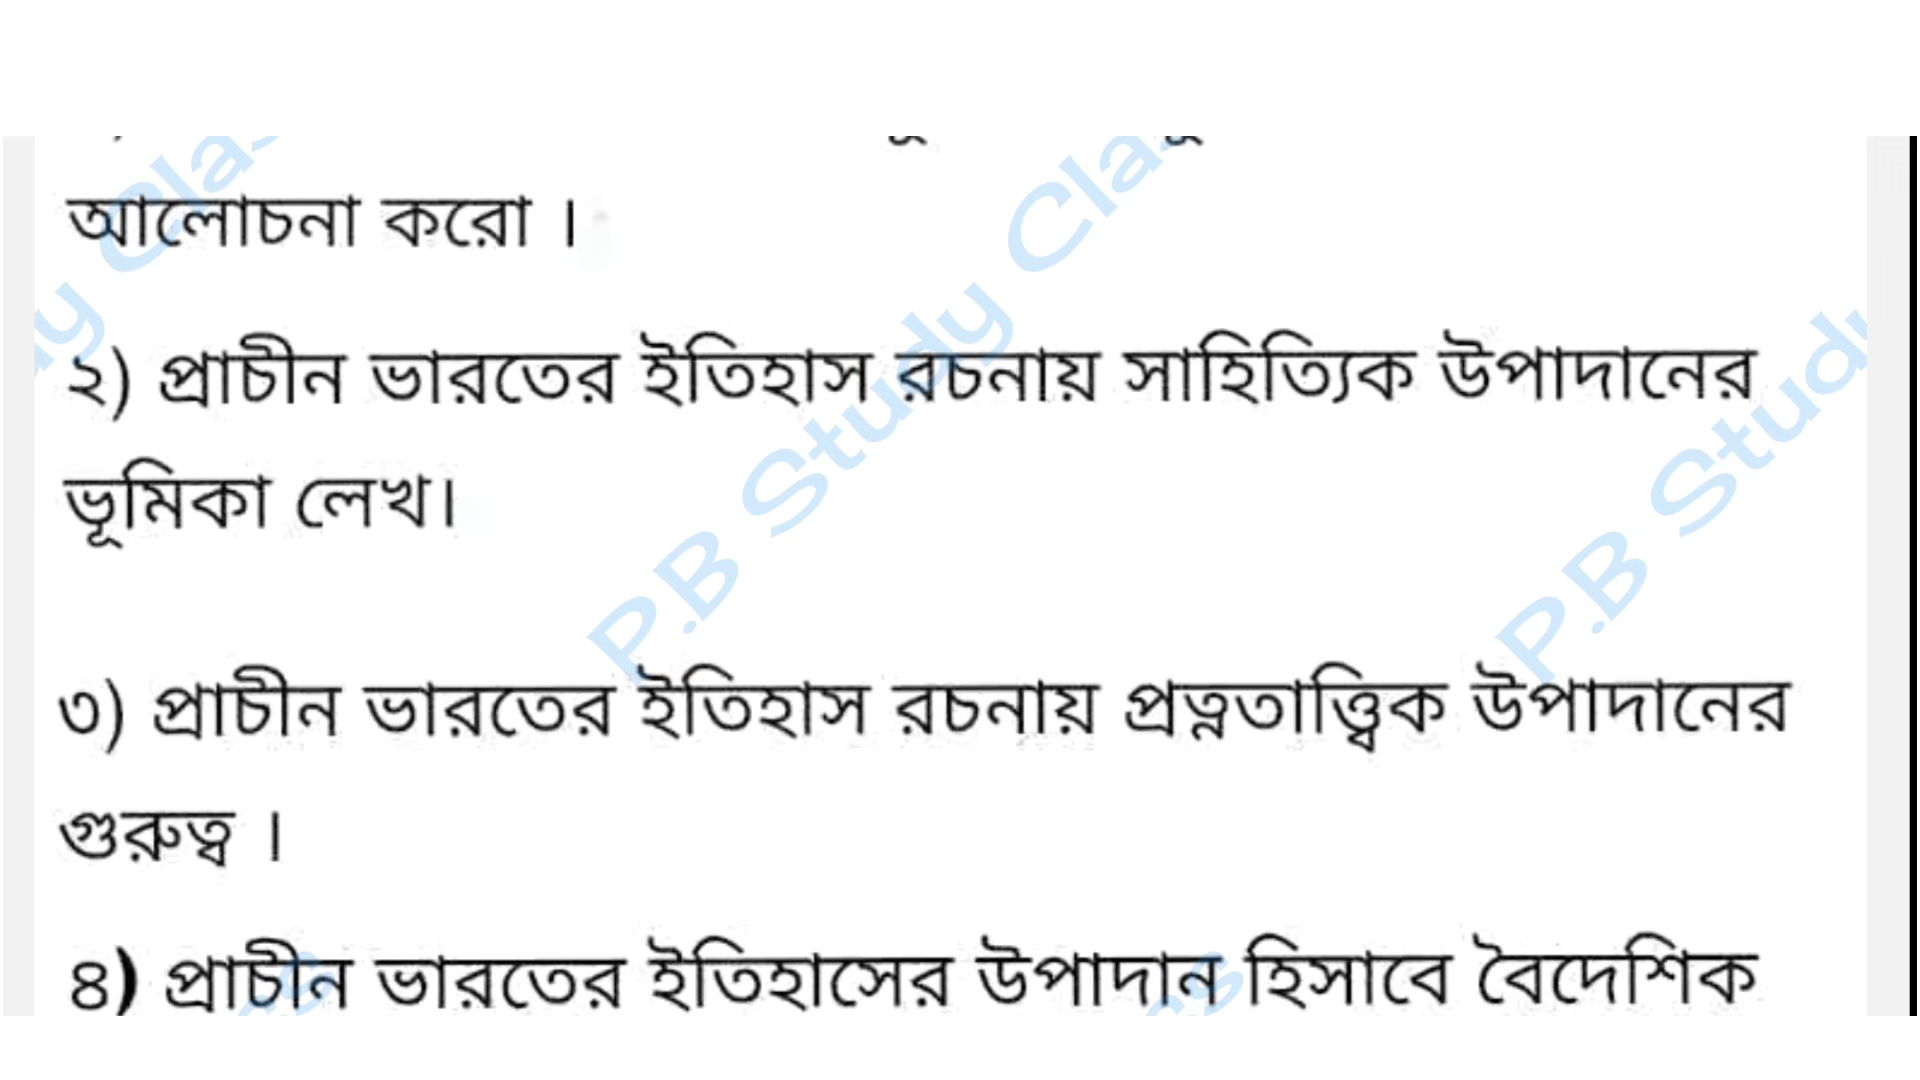 আলোচনা করো ।
২) প্রাচীন ভারতের ইতিহাস রচনায় সাহিত্যিক উপাদানের
ভূমিকা লেখ।
৩) প্রাচীন ভারতের ইতিহাস রচনায় প্রত্নতাত্ত্বিক উপাদানের
গুরুত্ব ।
৪) প্রাচীন ভারতের ইতিহাসের উপাদান হিসাবে বৈদেশিক
P.B Study
P.B